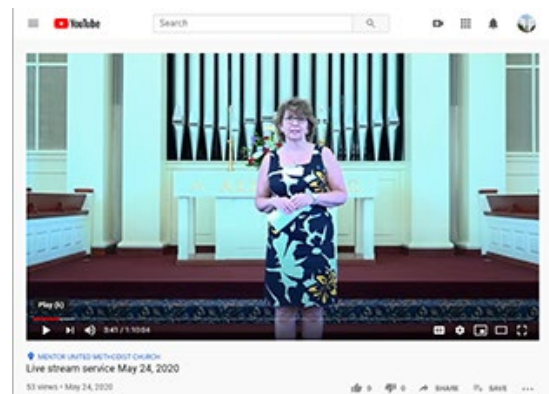 YouTube
Search
Play (k)
3:41 / 1:10:04
MENTOR UNITED METHODIST CHURCH
Live stream service May 24, 2020
53 views • May 24, 2020
0
0
SHARE
SAVE